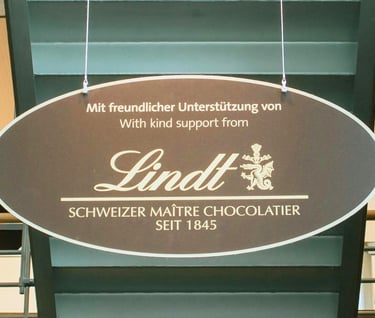 Mit freundlicher Unterstützung von
With kind support from
Lindt
SCHWEIZER MAÎTRE CHOCOLATIER
SEIT 1845